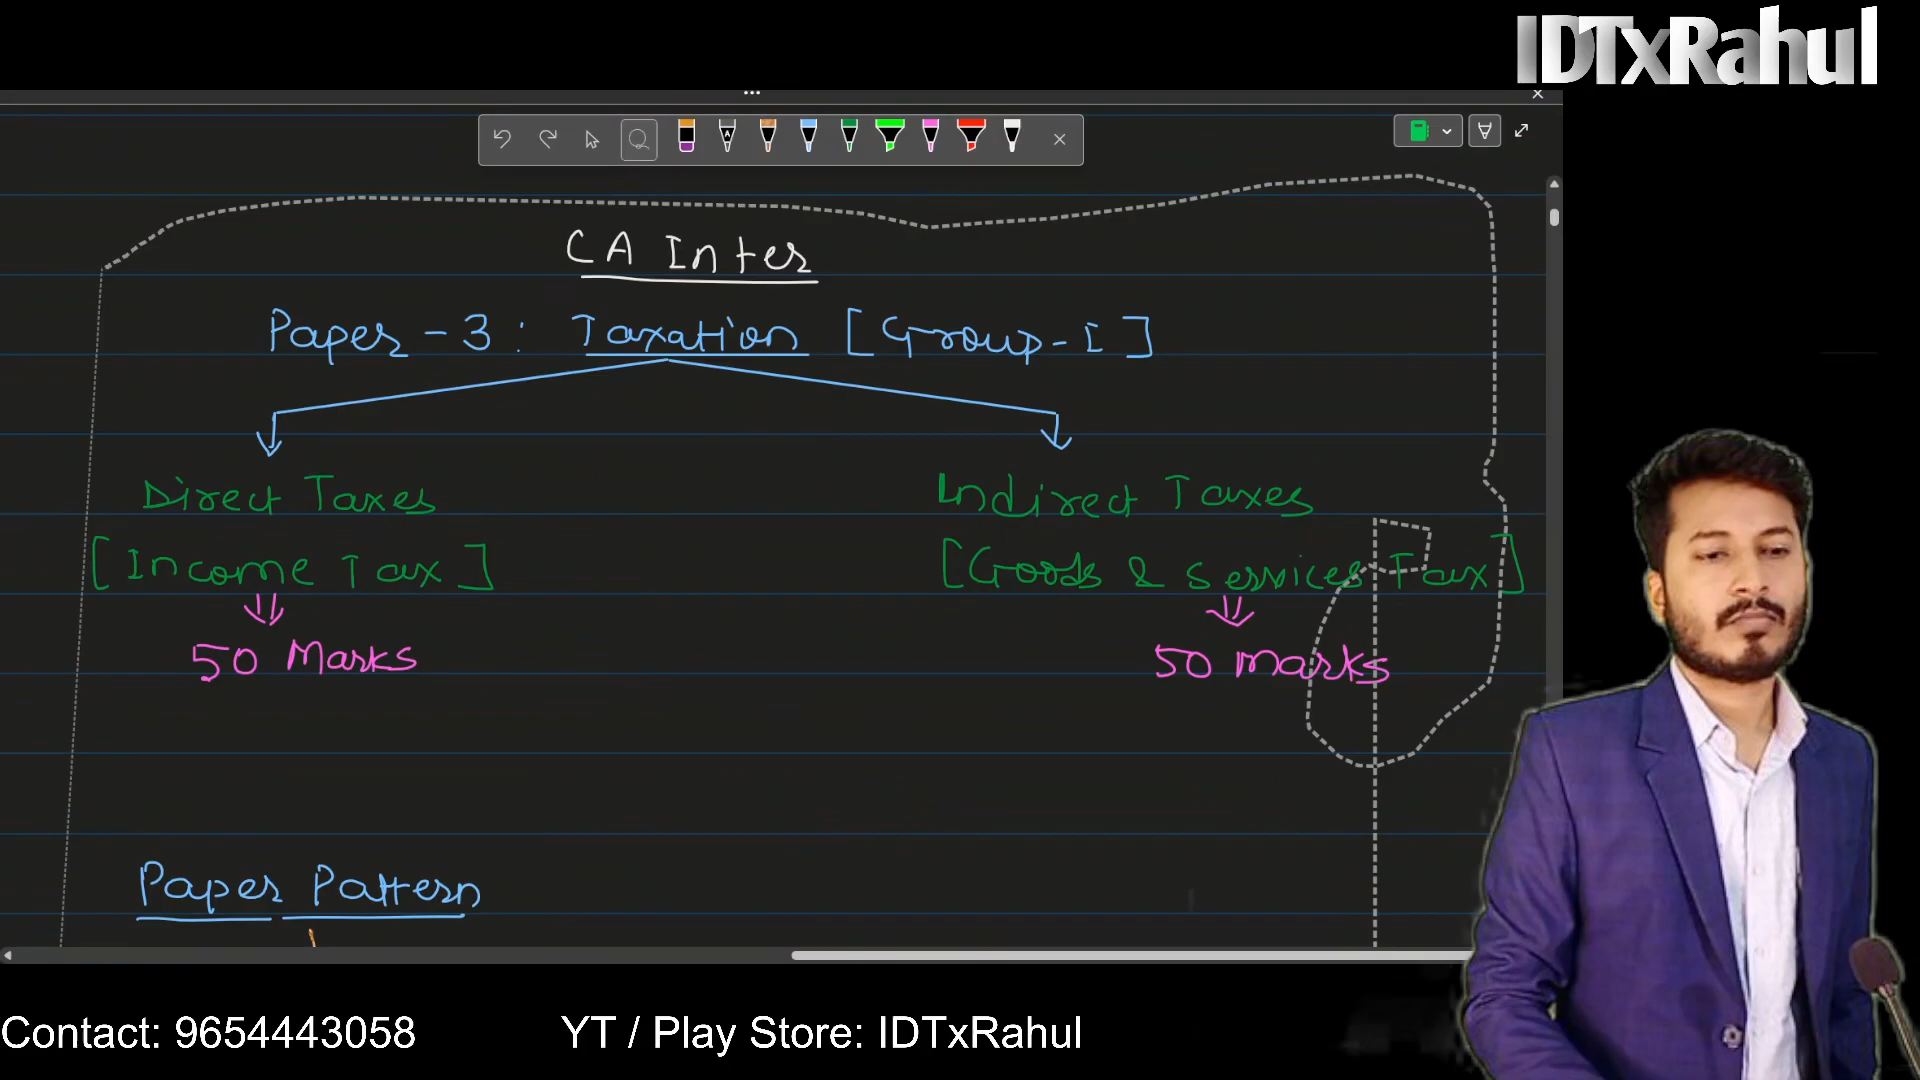 IDTxRahul
CA Inter
Paper - 3 : Taxation [Group-I]
Direct Taxes
Indirect Taxes
[Income Tax]
[Goods & Services Tax]
50 Marks
50 marks
Paper Pattern
Contact: 9654443058
YT / Play Store: IDTxRahul